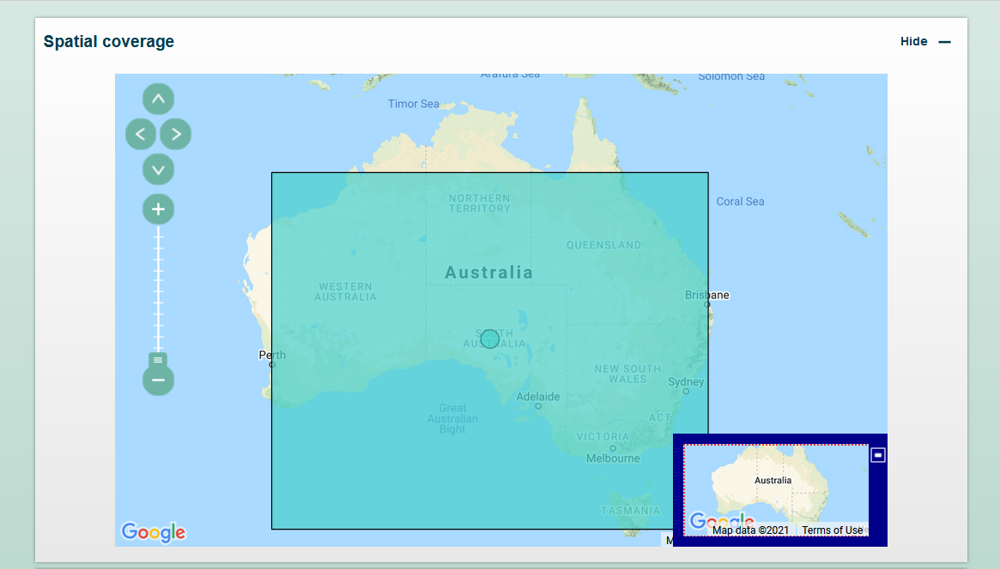 Spatial coverage
Hide
Arafura Sea
Solomon Sea
Timor Sea
NORTHERN
TERRITORY
Coral Sea
QUEENSLAND
Australia
WESTERN
AUSTRALIA
Brisbane
SOUTH
AUSTRALIA
Perth
NEW SOUTH
WALES
Sydney
Adelaide
Great
Australian
Bight
ACT
VICTORIA
Melbourne
Australia
TASMANIA
Google
Google
Map data ©2021
Terms of Use
M